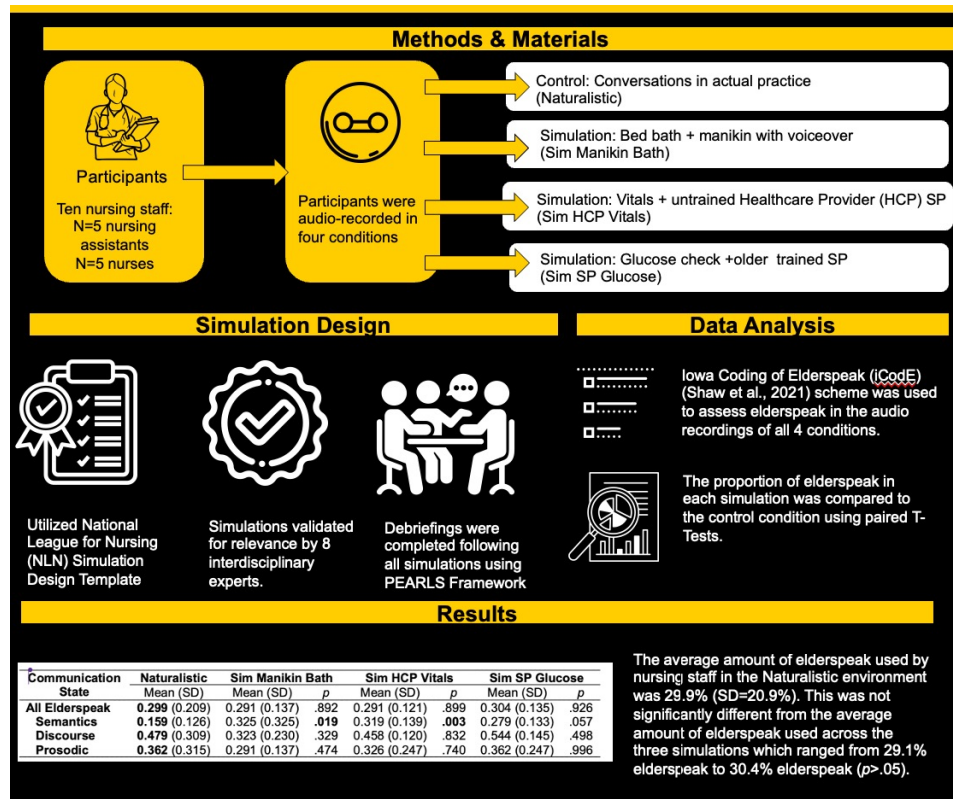 Methods & Materials
Participants
Ten nursing staff:
N=5 nursing
assistants
N=5 nurses
Participants were
audio-recorded in
four conditions
Control: Conversations in actual practice
(Naturalistic)
Simulation: Bed bath + manikin with voiceover
(Sim Manikin Bath)
Simulation: Vitals + untrained Healthcare Provider (HCP) SP
(Sim HCP Vitals)
Simulation: Glucose check +older trained SP
(Sim SP Glucose)
Simulation Design
Utilized National
League for Nursing
(NLN) Simulation
Design Template
Simulations validated
for relevance by 8
interdisciplinary
experts.
Debriefings were
completed following
all simulations using
PEARLS Framework
Data Analysis
Iowa Coding of Elderspeak (iCodE)
(Shaw et al., 2021) scheme was used
to assess elderspeak in the audio
recordings of all 4 conditions.
The proportion of elderspeak in
each simulation was compared to
the control condition using paired T-
Tests.
Results
Communication Naturalistic Sim Manikin Bath Sim HCP Vitals Sim SP Glucose
State Mean (SD) Mean (SD) p Mean (SD) p Mean (SD) p
All Elderspeak 0.299 (0.209) 0.291 (0.137) .892 0.291 (0.121) .899 0.304 (0.135) .926
Semantics 0.159 (0.126) 0.325 (0.325) .019 0.319 (0.139) .003 0.279 (0.133) .057
Discourse 0.479 (0.309) 0.323 (0.230) .329 0.458 (0.120) .832 0.544 (0.145) .498
Prosodic 0.362 (0.315) 0.291 (0.137) .474 0.326 (0.247) .740 0.362 (0.247) .996
The average amount of elderspeak used by
nursing staff in the Naturalistic environment
was 29.9% (SD=20.9%). This was not
significantly different from the average
amount of elderspeak used across the
three simulations which ranged from 29.1%
elderspeak to 30.4% elderspeak (p>.05).